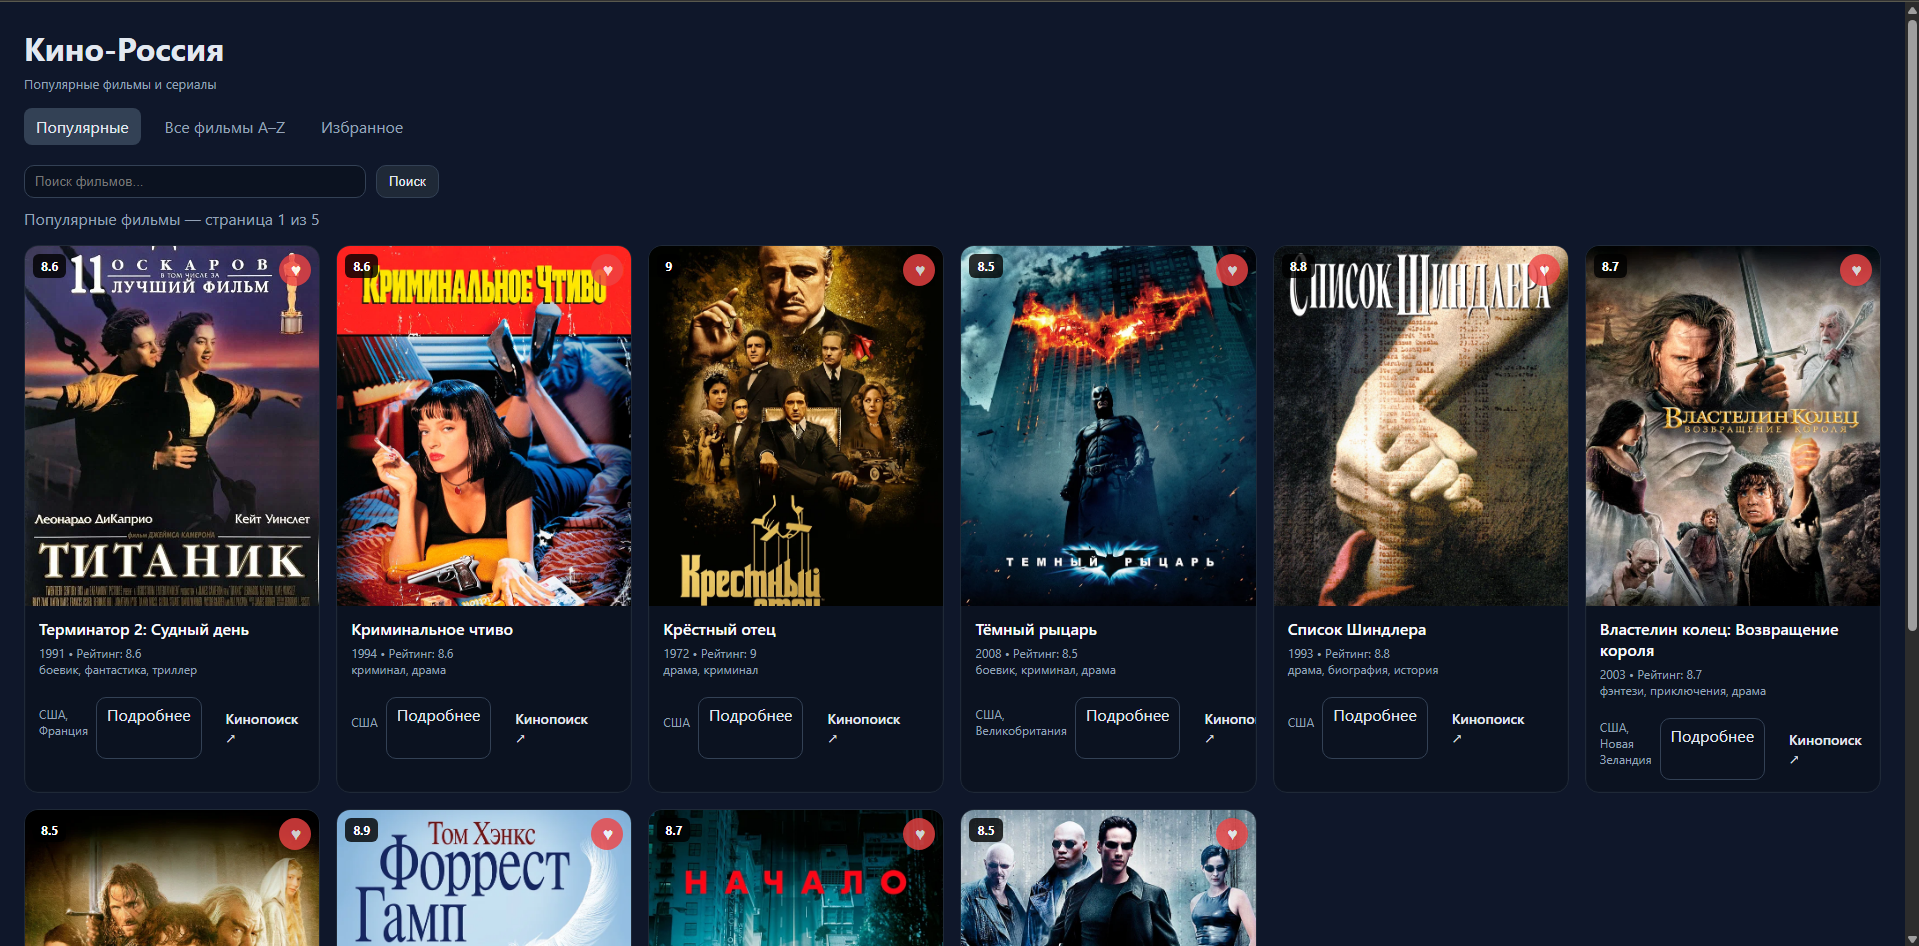 Кино-Россия
Популярные фильмы и сериалы
Популярные
Все фильмы A–Z
Избранное
Поиск фильмов...
Поиск
Популярные фильмы — страница 1 из 5
8.6
11 ОСКАРОВ
В ТОМ ЧИСЛЕ ЗА
ЛУЧШИЙ ФИЛЬМ
Леонардо ДиКаприо
Кейт Уинслет
фильм ДЖЕЙМСА КАМЕРОНА
ТИТАНИК
Терминатор 2: Судный день
1991 • Рейтинг: 8.6
боевик, фантастика, триллер
США,
Франция
Подробнее
Кинопоиск
↗
8.6
КРИМИНАЛЬНОЕ ЧТИВО
Криминальное чтиво
1994 • Рейтинг: 8.6
криминал, драма
США
Подробнее
Кинопоиск
↗
9
Крестный
отец
Крёстный отец
1972 • Рейтинг: 9
драма, криминал
США
Подробнее
Кинопоиск
↗
8.5
ТЕМНЫЙ РЫЦАРЬ
Тёмный рыцарь
2008 • Рейтинг: 8.5
боевик, криминал, драма
США,
Великобритания
Подробнее
Кинопо
↗
8.8
СПИСОК ШИНДЛЕРА
Список Шиндлера
1993 • Рейтинг: 8.8
драма, биография, история
США
Подробнее
Кинопоиск
↗
8.7
ВЛАСТЕЛИН КОЛЕЦ
ВОЗВРАЩЕНИЕ КОРОЛЯ
Властелин колец: Возвращение
короля
2003 • Рейтинг: 8.7
фэнтези, приключения, драма
США,
Новая
Зеландия
Подробнее
Кинопоиск
↗
8.5
8.9
Том Хэнкс
Форрест
Гамп
8.7
НАЧАЛО
8.5